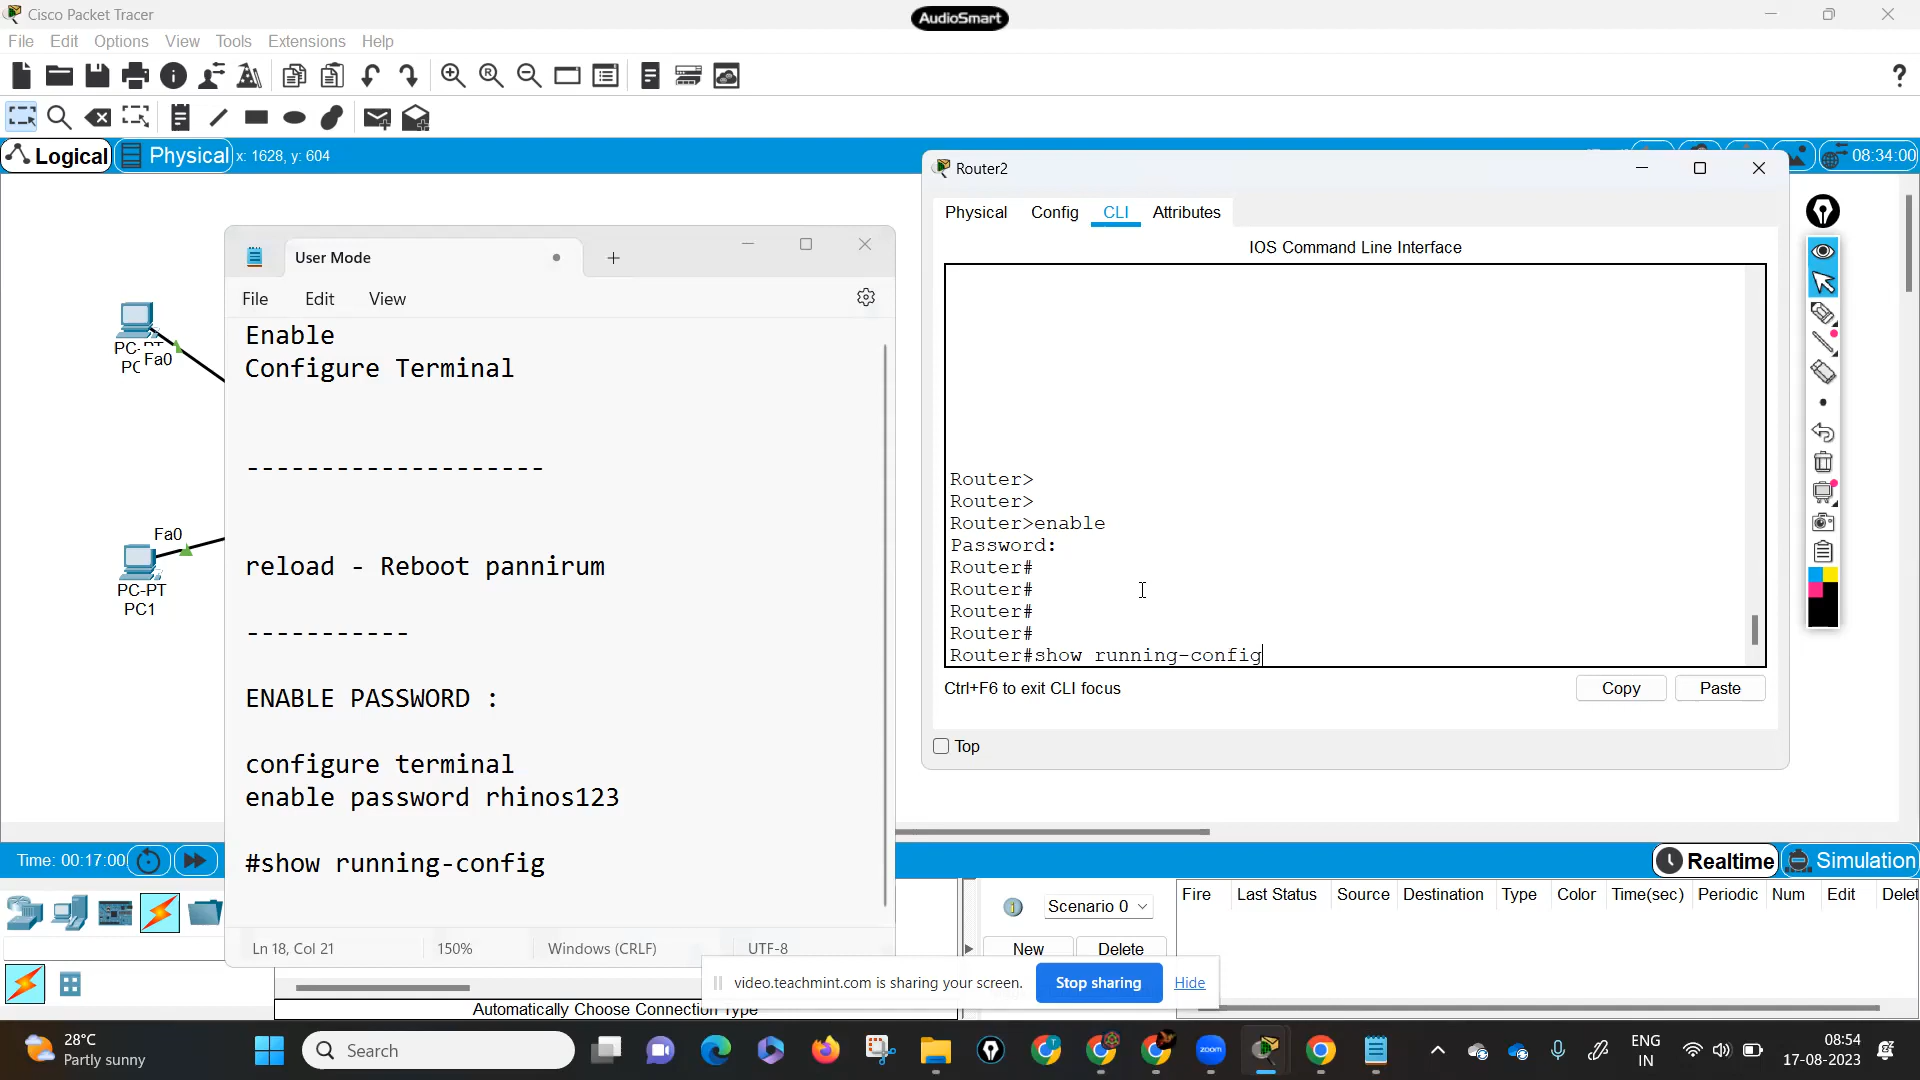 Cisco Packet Tracer
AudioSmart
File Edit Options View Tools Extensions Help
Logical
Physical
x: 1628, y: 604
08:34:00
Router2
Physical Config CLI Attributes
IOS Command Line Interface
Router>
Router>
Router>enable
Password:
Router#
Router#
Router#
Router#
Router#show running-config
Ctrl+F6 to exit CLI focus
Copy
Paste
Top
User Mode
File Edit View
Enable
Configure Terminal
---------------------
reload - Reboot pannirum
-----------
ENABLE PASSWORD :
configure terminal
enable password rhinos123
#show running-config
Ln 18, Col 21
150%
Windows (CRLF)
UTF-8
Fa0
Fa0
PC-PT
PC1
Time: 00:17:00
Realtime
Simulation
Scenario 0
New
Delete
Fire Last Status Source Destination Type Color Time(sec) Periodic Num Edit Delet
video.teachmint.com is sharing your screen.
Stop sharing
Hide
Automatically Choose Connection Type
28°C
Partly sunny
Search
zoom
ENG
IN
08:54
17-08-2023